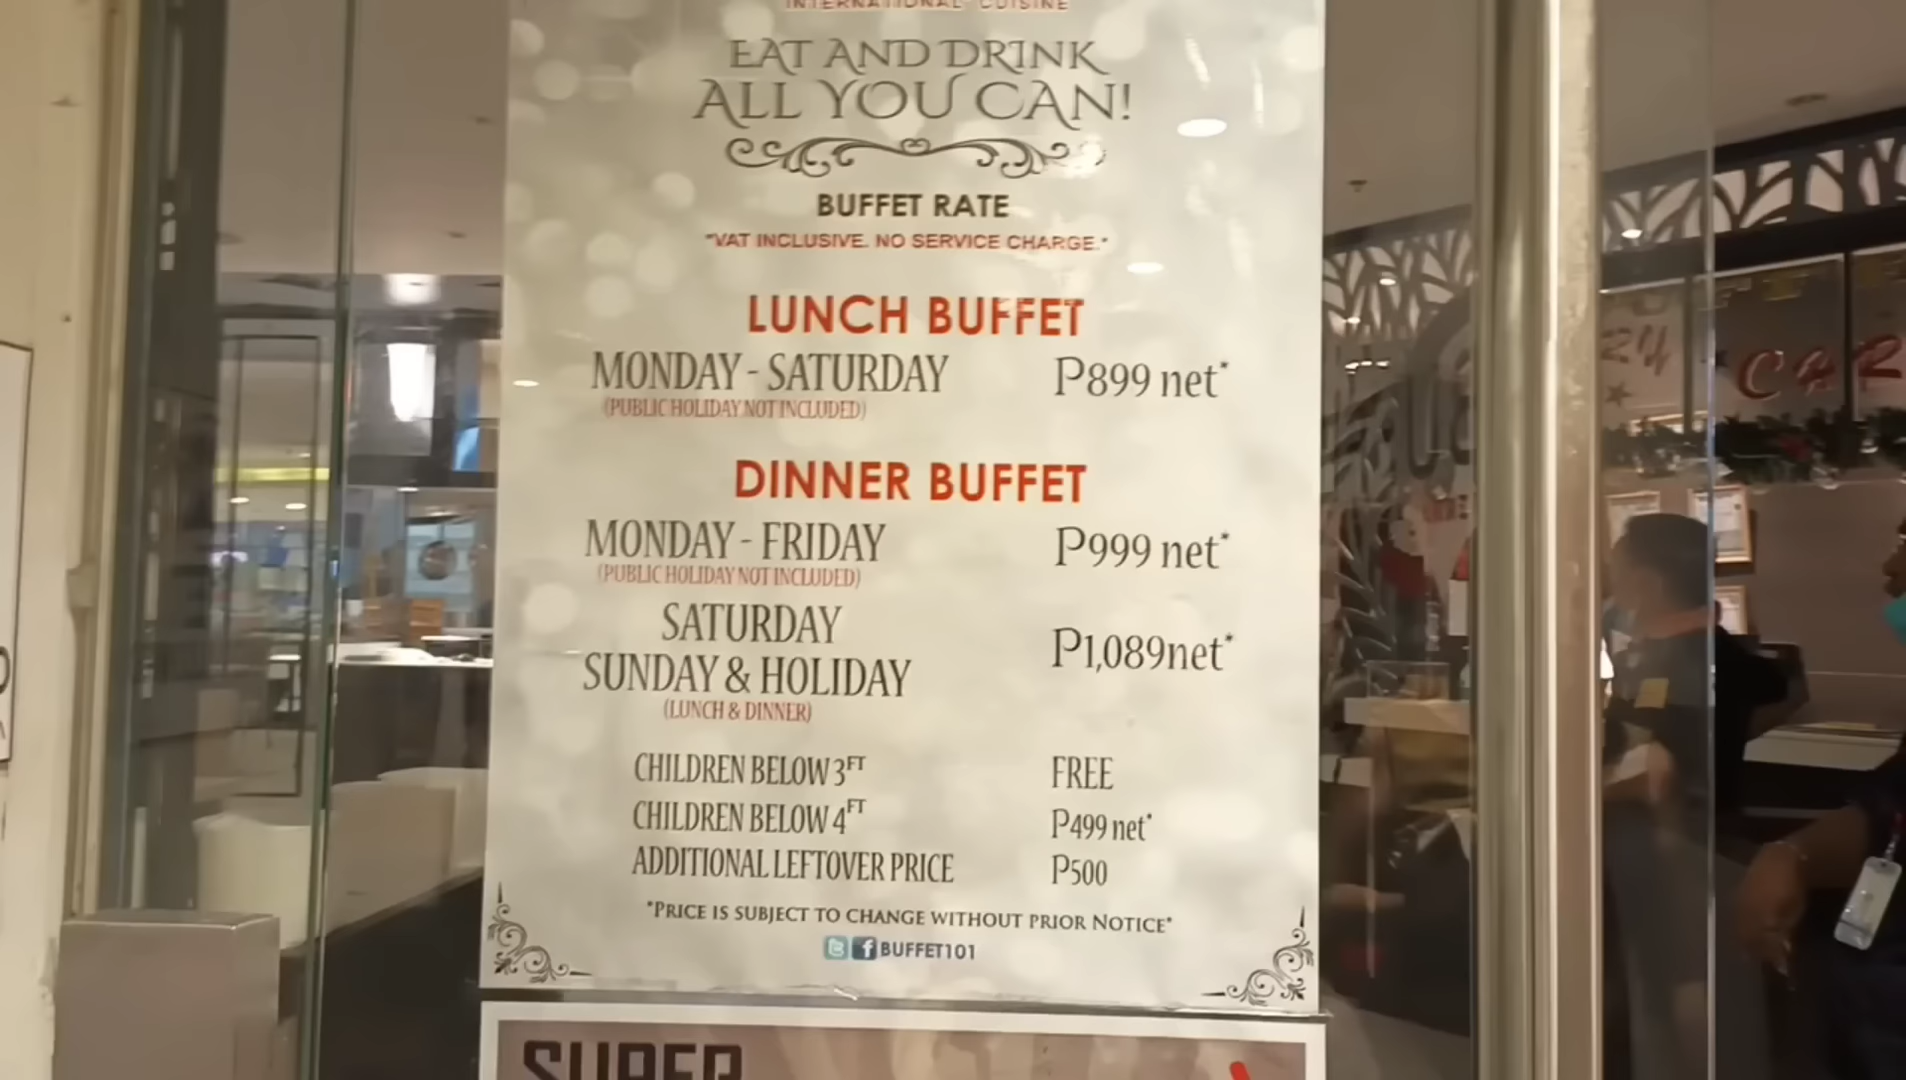 INTERNATIONAL CUISINE
EAT AND DRINK
ALL YOU CAN!
BUFFET RATE
"VAT INCLUSIVE. NO SERVICE CHARGE."
LUNCH BUFFET
MONDAY - SATURDAY P899 net*
(PUBLIC HOLIDAY NOT INCLUDED)
DINNER BUFFET
MONDAY - FRIDAY P999 net*
(PUBLIC HOLIDAY NOT INCLUDED)
SATURDAY
SUNDAY & HOLIDAY P1,089net*
(LUNCH & DINNER)
CHILDREN BELOW 3FT FREE
CHILDREN BELOW 4FT P499 net*
ADDITIONAL LEFTOVER PRICE P500
"PRICE IS SUBJECT TO CHANGE WITHOUT PRIOR NOTICE"
BUFFET101
SUPER